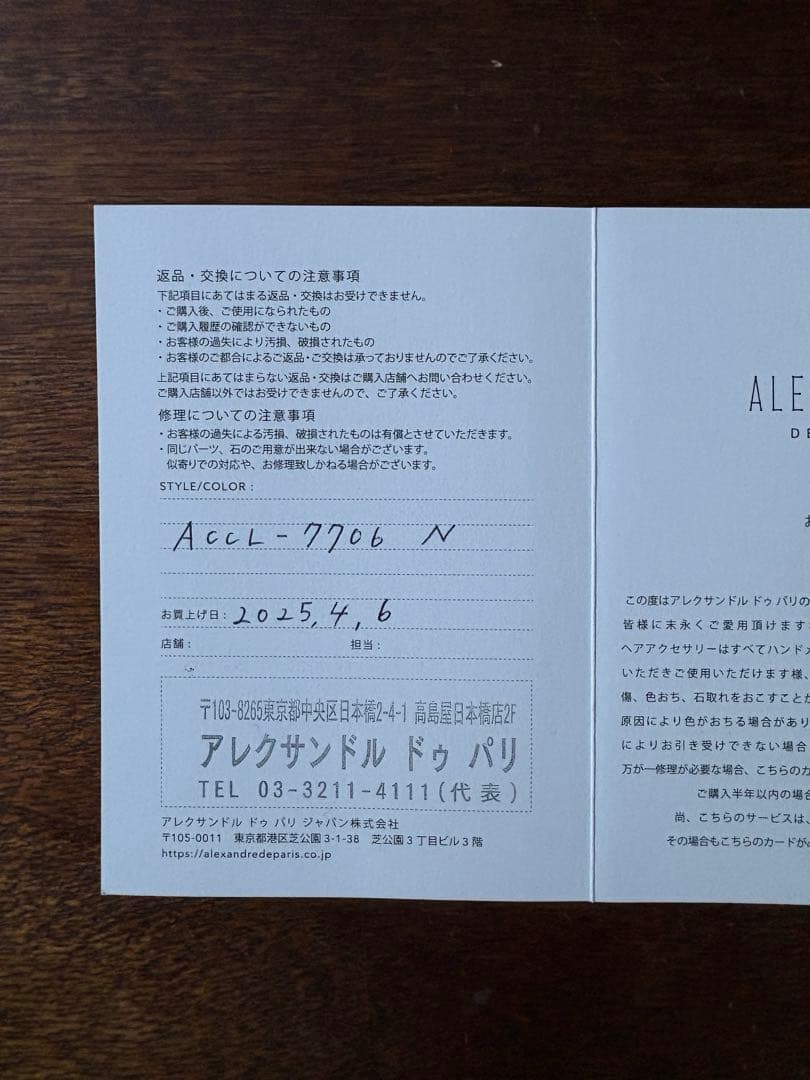 返品・交換についての注意事項
下記項目にあてはまる返品・交換はお受けできません。
・ご購入後、ご使用になられたもの
・ご購入履歴の確認ができないもの
・お客様の過失により汚損、破損されたもの
・お客様のご都合によるご返品・ご交換は承っておりませんのでご了承ください。
上記項目にあてはまらない返品・交換はご購入店舗へお問い合わせください。
ご購入店舗以外ではお受けできませんので、ご了承ください。
修理についての注意事項
・お客様の過失による汚損、破損されたものは有償とさせていただきます。
・同じパーツ、石のご用意が出来ない場合がございます。
似寄りでの対応や、お修理致しかねる場合がございます。
STYLE/COLOR :
ACCL-7706 N
お買上げ日: 2025,4,6
店舗: 担当:
〒103-8265東京都中央区日本橋2-4-1 高島屋日本橋店2F
アレクサンドル ドゥ パリ
TEL 03-3211-4111(代表)
アレクサンドル ドゥ パリ ジャパン株式会社
〒105-0011 東京都港区芝公園3-1-38 芝公園3丁目ビル3階
https://alexandredeparis.co.jp
ALE
DE
お
この度はアレクサンドル ドゥ パリの
皆様に末永くご愛用頂けます
ヘアアクセサリーはすべてハンドメ
いただきご使用いただけます様、
傷、色おち、石取れをおこすことが
原因により色がおちる場合があり
によりお引き受けできない場合
万が一修理が必要な場合、こちらのカ
ご購入半年以内の場合
尚、こちらのサービスは、
その場合もこちらのカードが